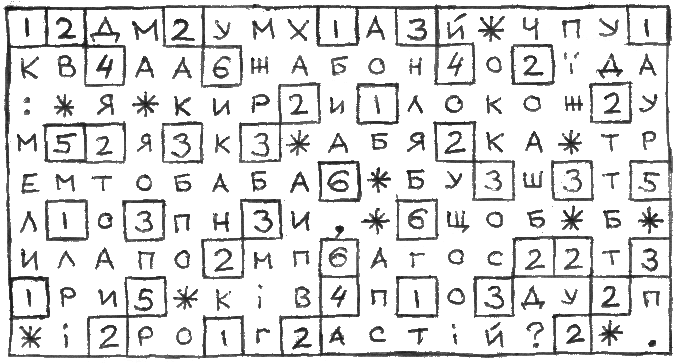 1 2 Д М 2 У М Х 1 А 3 Й * Ч П У 1
К В 4 А А 6 Ж А Б О Н 4 О 2 Ї Д А
: * Я * К И Р 2 И 1 Л О К О Ж 2 У
М 5 2 Я 3 К 3 * А Б Я 2 К А * Т Р
Е М Т О Б А Б А 6 * Б У 3 Ш 3 Т 5
Л 1 О 3 П Н 3 И , * 6 Щ О Б * Б *
И Л А П О 2 М П 6 А Г О С 2 2 Т 3
1 Р И 5 * К і В 4 П 1 О 3 Д У 2 П
* і 2 Р О 1 Г 2 А С Т і Й ? 2 * .